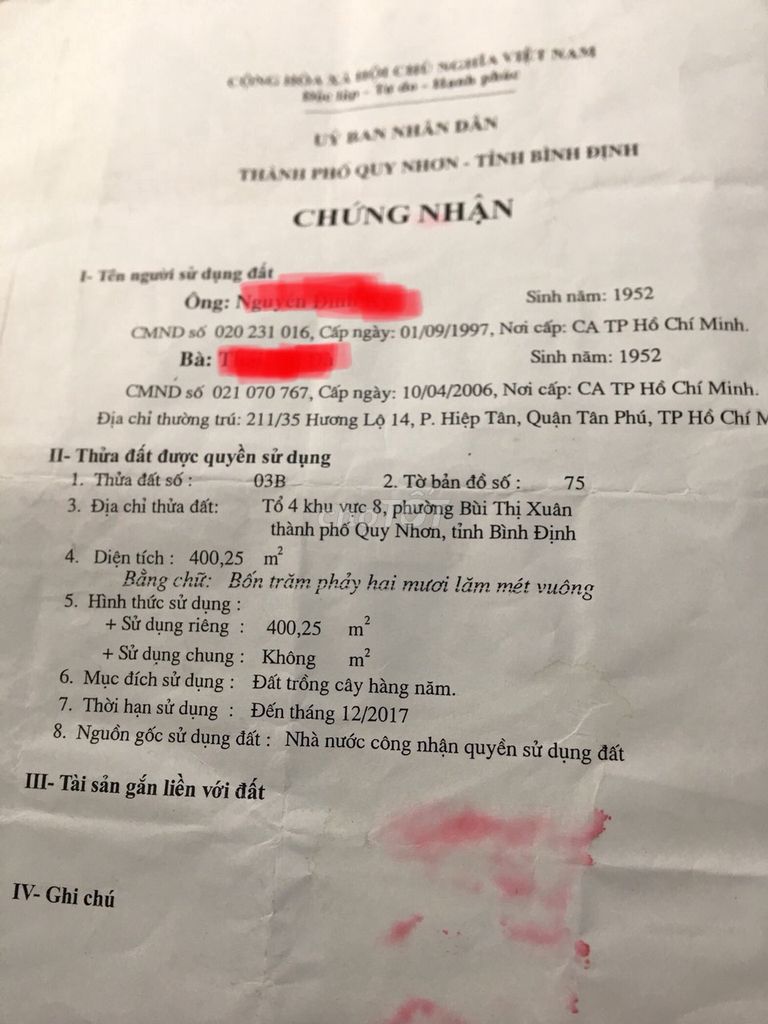 CỘNG HÒA XÃ HỘI CHỦ NGHĨA VIỆT NAM
Độc lập - Tự do - Hạnh phúc
UỶ BAN NHÂN DÂN
THÀNH PHỐ QUY NHƠN - TỈNH BÌNH ĐỊNH
CHỨNG NHẬN
I- Tên người sử dụng đất
Ông: Sinh năm: 1952
CMND số 020 231 016, Cấp ngày: 01/09/1997, Nơi cấp: CA TP Hồ Chí Minh.
Bà: Sinh năm: 1952
CMND số 021 070 767, Cấp ngày: 10/04/2006, Nơi cấp: CA TP Hồ Chí Minh.
Địa chỉ thường trú: 211/35 Hương Lộ 14, P. Hiệp Tân, Quận Tân Phú, TP Hồ Chí M
II- Thửa đất được quyền sử dụng
1. Thửa đất số : 03B 2. Tờ bản đồ số : 75
3. Địa chỉ thửa đất: Tổ 4 khu vực 8, phường Bùi Thị Xuân
thành phố Quy Nhơn, tỉnh Bình Định
4. Diện tích : 400,25 m²
Bằng chữ: Bốn trăm phảy hai mươi lăm mét vuông
5. Hình thức sử dụng :
+ Sử dụng riêng : 400,25 m²
+ Sử dụng chung : Không m²
6. Mục đích sử dụng : Đất trồng cây hàng năm.
7. Thời hạn sử dụng : Đến tháng 12/2017
8. Nguồn gốc sử dụng đất : Nhà nước công nhận quyền sử dụng đất
III- Tài sản gắn liền với đất
IV- Ghi chú